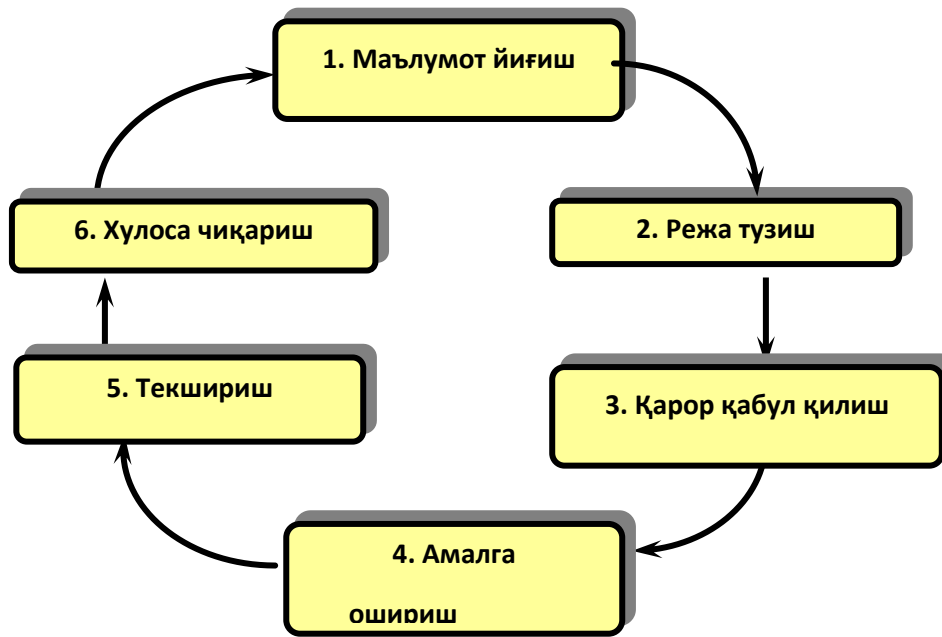 1. Маълумот йиғиш
2. Режа тузиш
3. Қарор қабул қилиш
4. Амалга
ошириш
5. Текшириш
6. Хулоса чиқариш